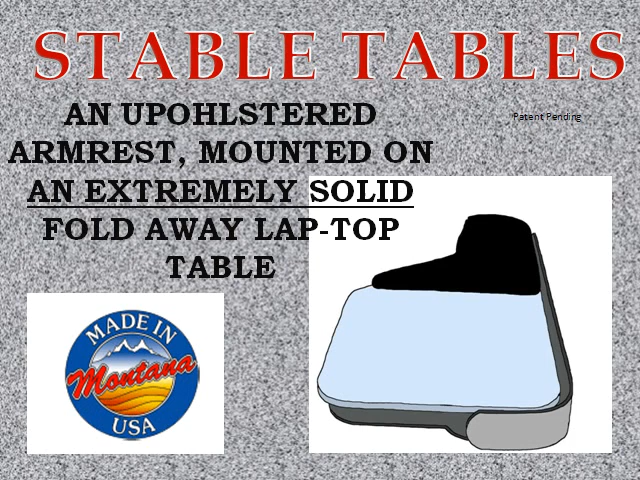 STABLE TABLES
Patent Pending
AN UPOHLSTERED
ARMREST, MOUNTED ON
AN EXTREMELY SOLID
FOLD AWAY LAP-TOP
TABLE
MADE IN
Montana
USA